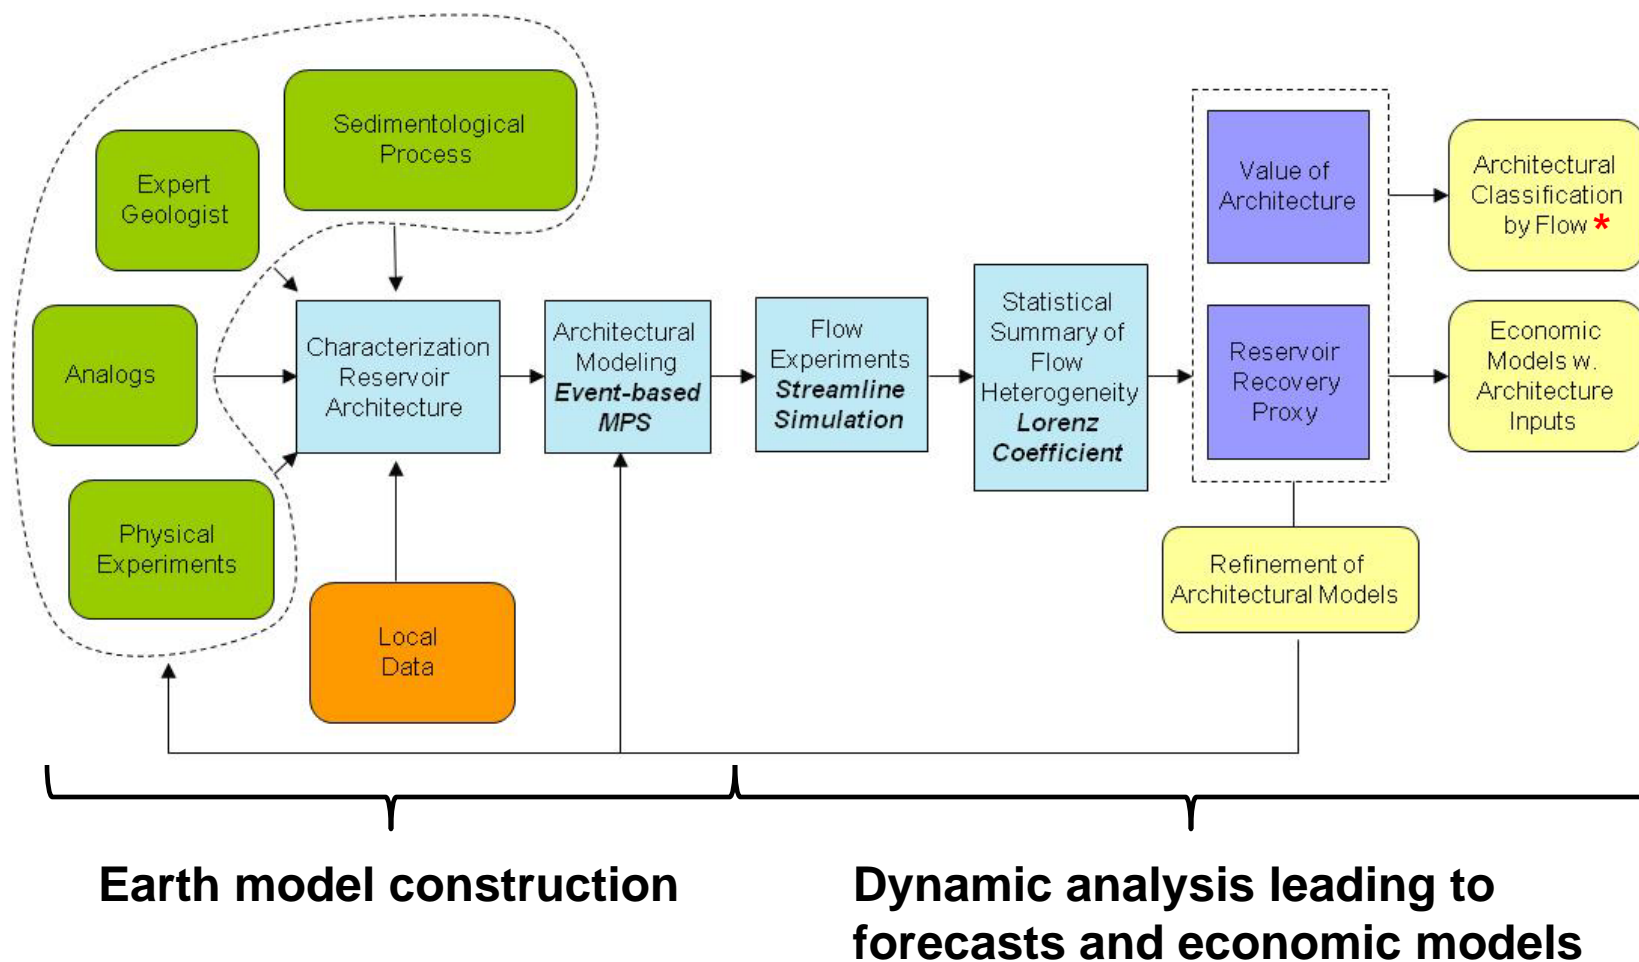 Sedimentological
Process
Expert
Geologist
Analogs
Physical
Experiments
Local
Data
Characterization
Reservoir
Architecture
Architectural
Modeling
Event-based
MPS
Flow
Experiments
Streamline
Simulation
Statistical
Summary of
Flow
Heterogeneity
Lorenz
Coefficient
Value of
Architecture
Reservoir
Recovery
Proxy
Architectural
Classification
by Flow *
Economic
Models w.
Architecture
Inputs
Refinement of
Architectural Models
Earth model construction
Dynamic analysis leading to
forecasts and economic models